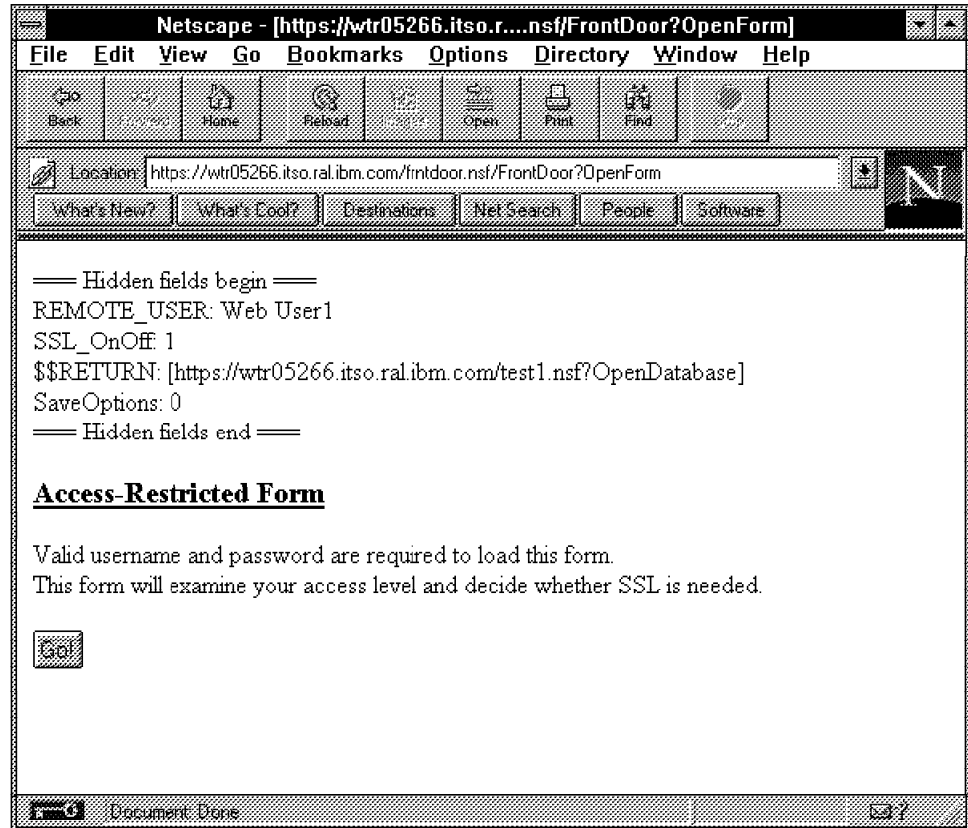 Netscape - [https://wtr05266.itso.r....nsf/FrontDoor?OpenForm]
File Edit View Go Bookmarks Options Directory Window Help
Back Forward Home Reload Images Open Print Find Stop
Location: https://wtr05266.itso.ral.ibm.com/frntdoor.nsf/FrontDoor?OpenForm
What's New? What's Cool? Destinations Net Search People Software
N
=== Hidden fields begin ===
REMOTE_USER: Web User1
SSL_OnOff: 1
$$RETURN: [https://wtr05266.itso.ral.ibm.com/test1.nsf?OpenDatabase]
SaveOptions: 0
=== Hidden fields end ===
Access-Restricted Form
Valid username and password are required to load this form.
This form will examine your access level and decide whether SSL is needed.
Go!
Document: Done
?